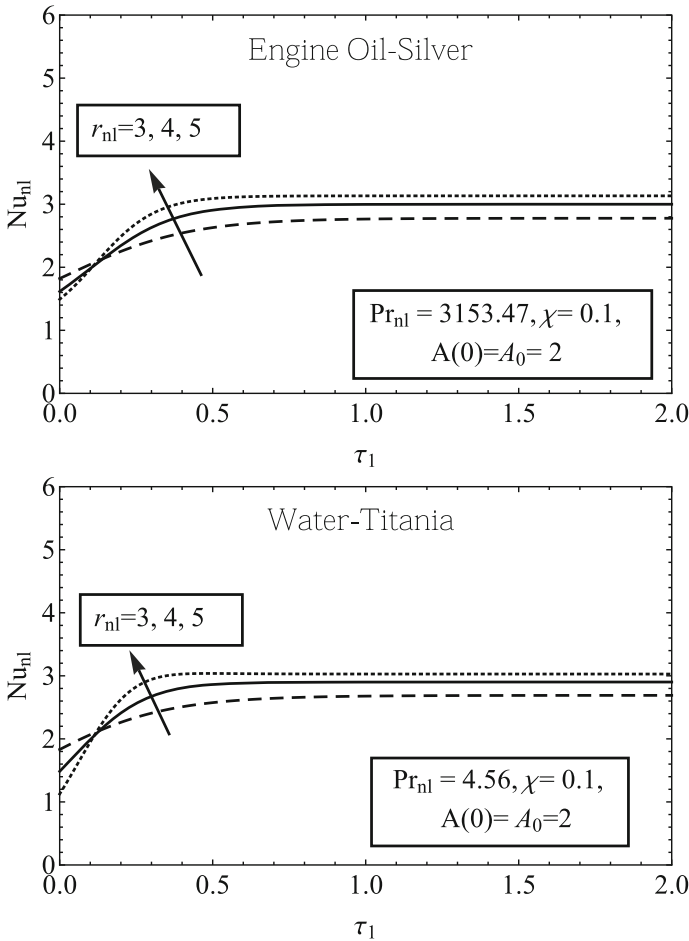 Engine Oil-Silver
6
5
4
3
2
1
0
Nu_nl
r_nl=3, 4, 5
Pr_nl = 3153.47, χ= 0.1,
A(0)=A_0= 2
0.0 0.5 1.0 1.5 2.0
τ_1
Water-Titania
6
5
4
3
2
1
0
Nu_nl
r_nl=3, 4, 5
Pr_nl = 4.56, χ= 0.1,
A(0)= A_0=2
0.0 0.5 1.0 1.5 2.0
τ_1